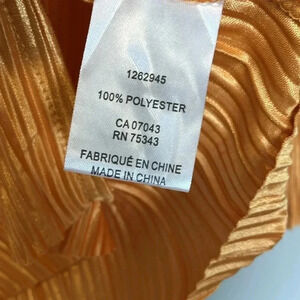 1262945
100% POLYESTER
CA 07043
RN 75343
FABRIQUÉ EN CHINE
MADE IN CHINA